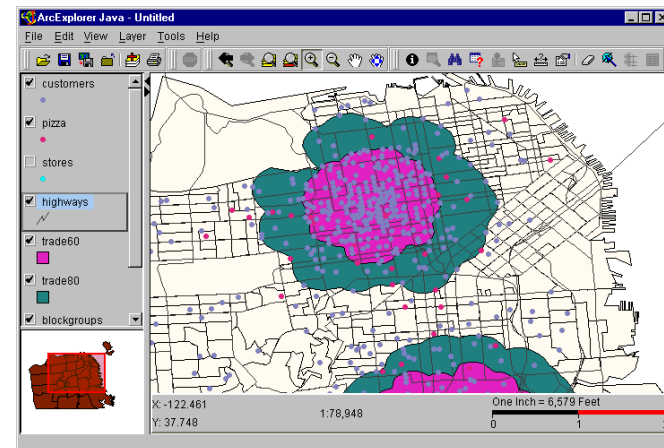 ArcExplorer Java - Untitled
File Edit View Layer Tools Help
customers
pizza
stores
highways
trade60
trade80
blockgroups
X: -122.461
Y: 37.748
1:78,948
One Inch = 6,579 Feet
0 1